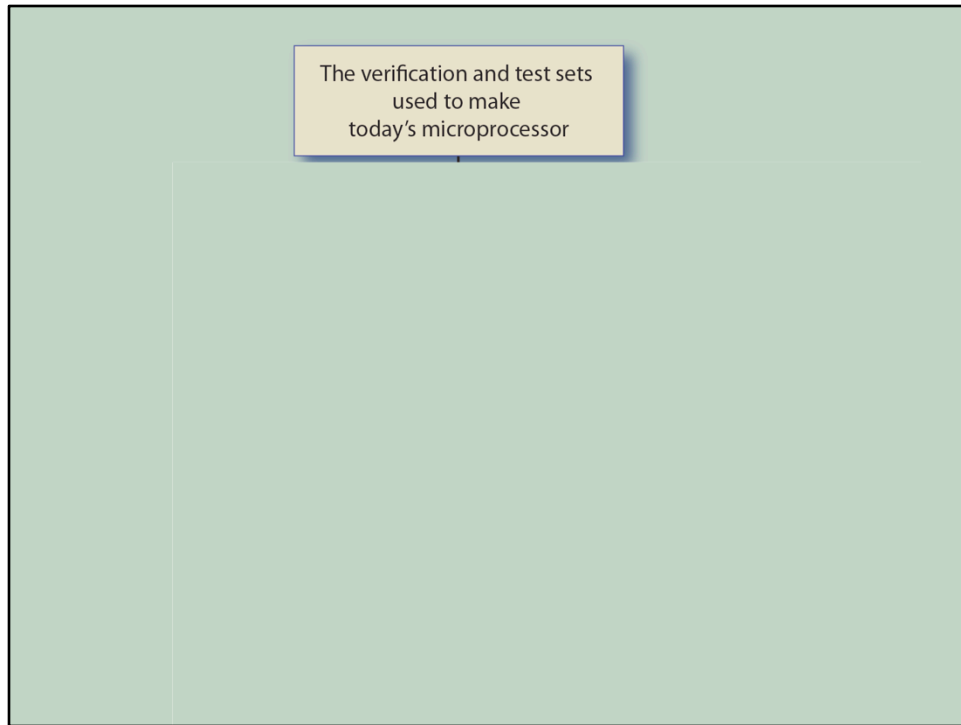 The verification and test sets
used to make
today’s microprocessor